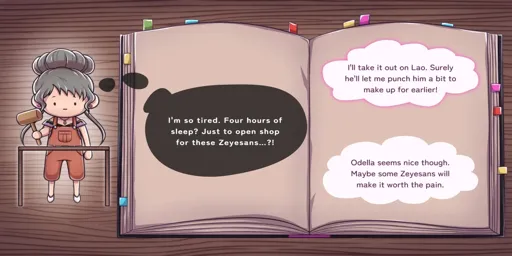 I'm so tired. Four hours of
sleep? Just to open shop
for these Zeyesans...?!
I'll take it out on Lao. Surely
he'll let me punch him a bit to
make up for earlier!
Odella seems nice though.
Maybe some Zeyesans will
make it worth the pain.